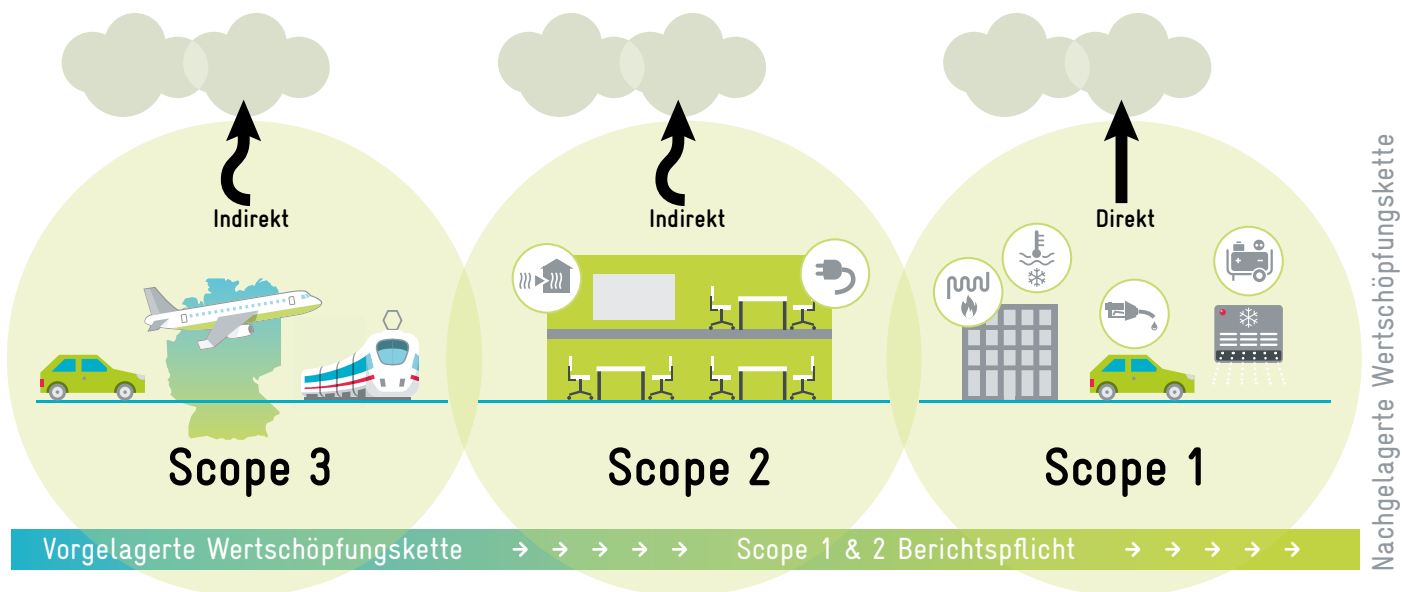 Indirekt
Indirekt
Direkt
Scope 3
Scope 2
Scope 1
Vorgelagerte Wertschöpfungskette → → → → → Scope 1 & 2 Berichtspflicht → → → → →
Nachgelagerte Wertschöpfungskette